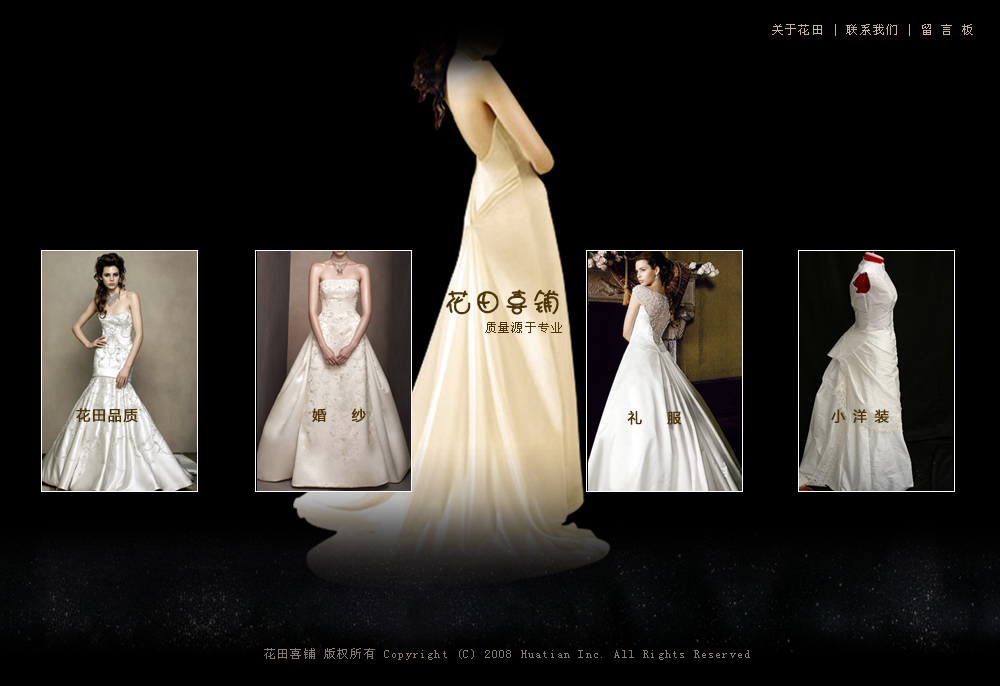 关于花田 | 联系我们 | 留 言 板
花田喜铺
质量源于专业
花田品质
婚 纱
礼 服
小 洋 装
花田喜铺 版权所有 Copyright (C) 2008 Huatian Inc. All Rights Reserved